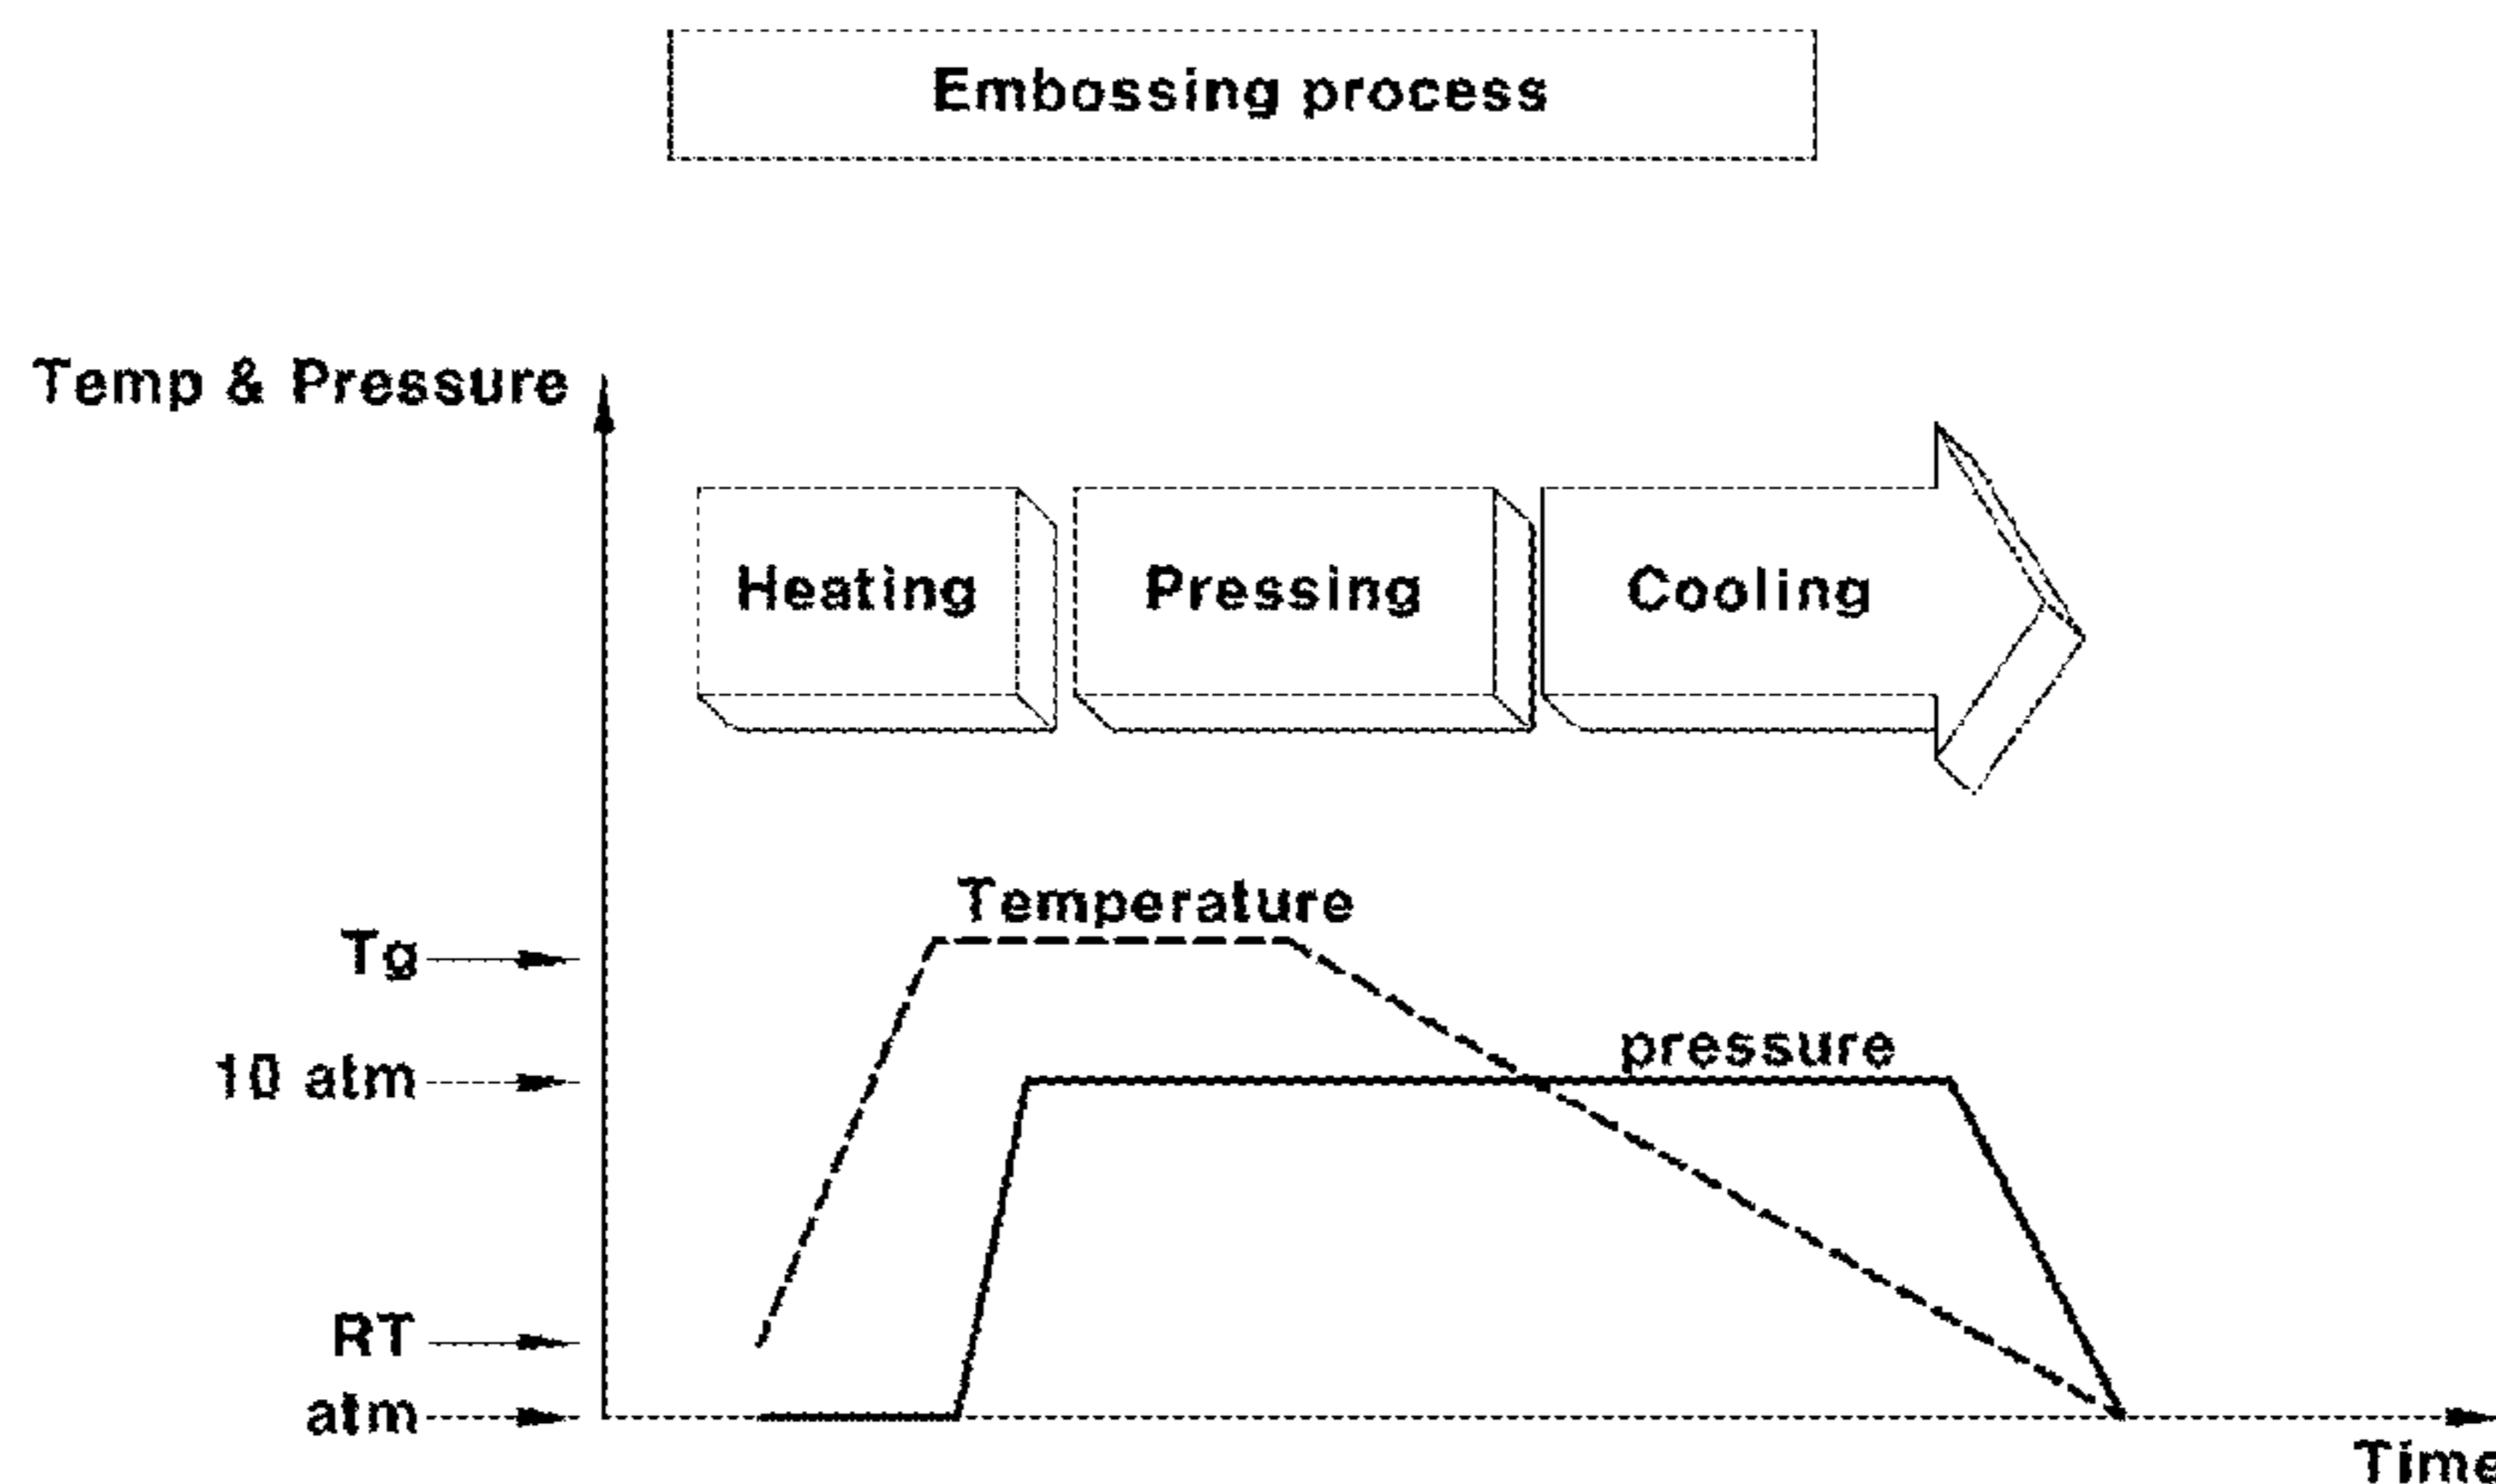 Embossing process
Temp & Pressure
Heating
Pressing
Cooling
Temperature
Tg
pressure
10 atm
RT
atm
Time